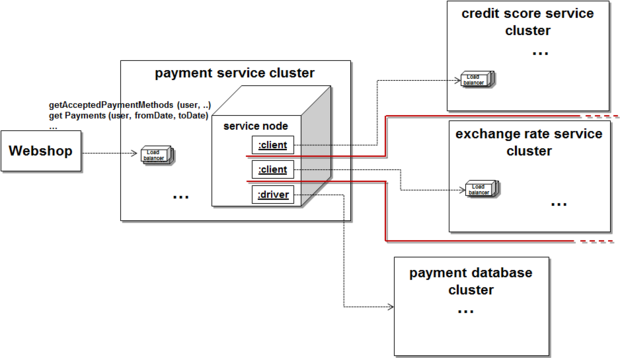 credit score service
cluster
...
Load
balancer
payment service cluster
getAcceptedPaymentMethods (user, ..)
get Payments (user, fromDate, toDate)
...
service node
:client
Webshop
Load
balancer
...
:client
:driver
exchange rate service
cluster
Load
balancer
...
payment database
cluster
...